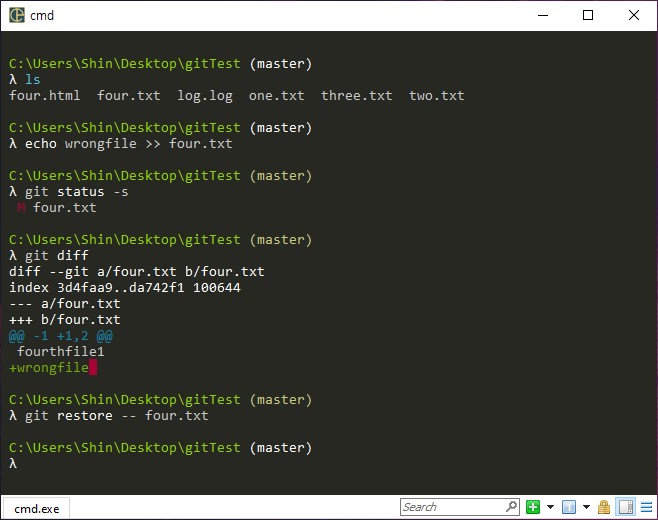 cmd
C:\Users\Shin\Desktop\gitTest (master)
λ ls
four.html  four.txt  log.log  one.txt  three.txt  two.txt
C:\Users\Shin\Desktop\gitTest (master)
λ echo wrongfile >> four.txt
C:\Users\Shin\Desktop\gitTest (master)
λ git status -s
 M four.txt
C:\Users\Shin\Desktop\gitTest (master)
λ git diff
diff --git a/four.txt b/four.txt
index 3d4faa9..da742f1 100644
--- a/four.txt
+++ b/four.txt
@@ -1 +1,2 @@
 fourthfile1
+wrongfile
C:\Users\Shin\Desktop\gitTest (master)
λ git restore -- four.txt
C:\Users\Shin\Desktop\gitTest (master)
λ
cmd.exe
Search